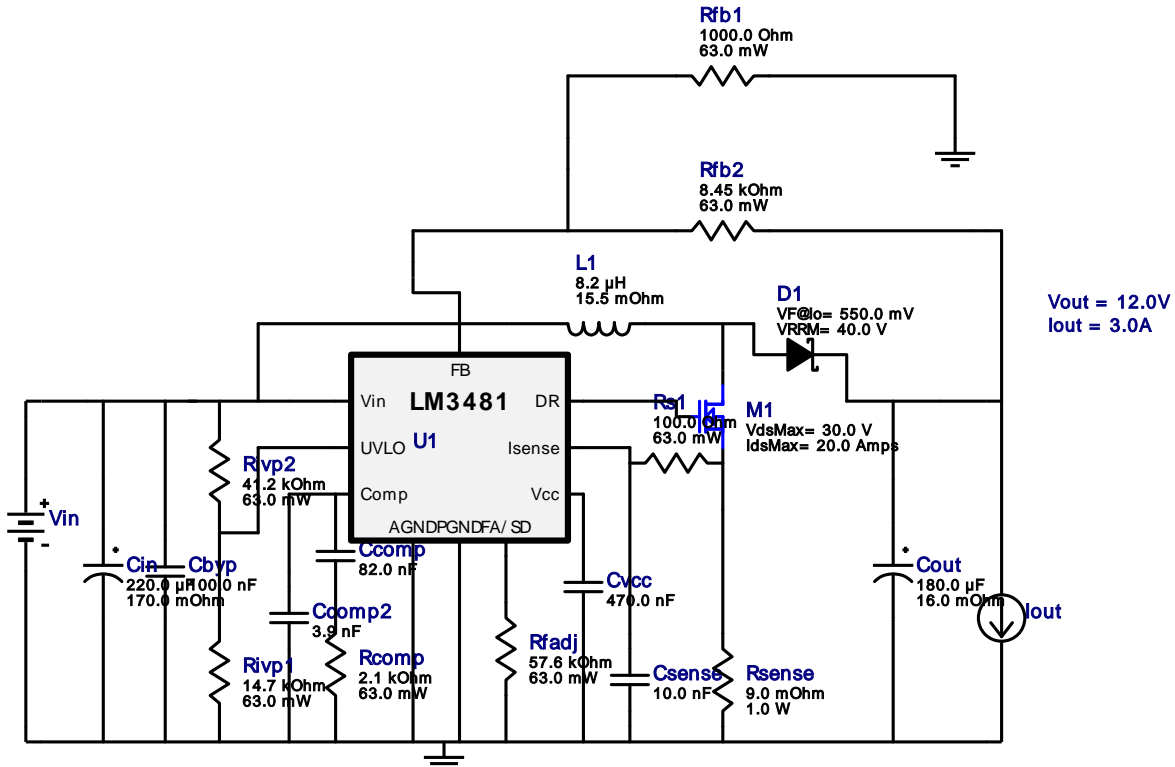 Rfb1
1000.0 Ohm
63.0 mW
Rfb2
8.45 kOhm
63.0 mW
L1
8.2 µH
15.5 mOhm
D1
VF@Io= 550.0 mV
VRRM= 40.0 V
Vout = 12.0V
Iout = 3.0A
FB
Vin
LM3481
DR
UVLO
U1
Isense
Comp
Vcc
AGND PGND FA/SD
Rs1
100.0 Ohm
63.0 mW
M1
VdsMax= 30.0 V
IdsMax= 20.0 Amps
Rivp2
41.2 kOhm
63.0 mW
Vin
Cin
220.0 µF
170.0 mOhm
Cbyp
100.0 nF
Ccomp
82.0 nF
Ccomp2
3.9 nF
Rcomp
2.1 kOhm
63.0 mW
Rivp1
14.7 kOhm
63.0 mW
Cvcc
470.0 nF
Rfadj
57.6 kOhm
63.0 mW
Csense
10.0 nF
Rsense
9.0 mOhm
1.0 W
Cout
180.0 µF
16.0 mOhm
Iout